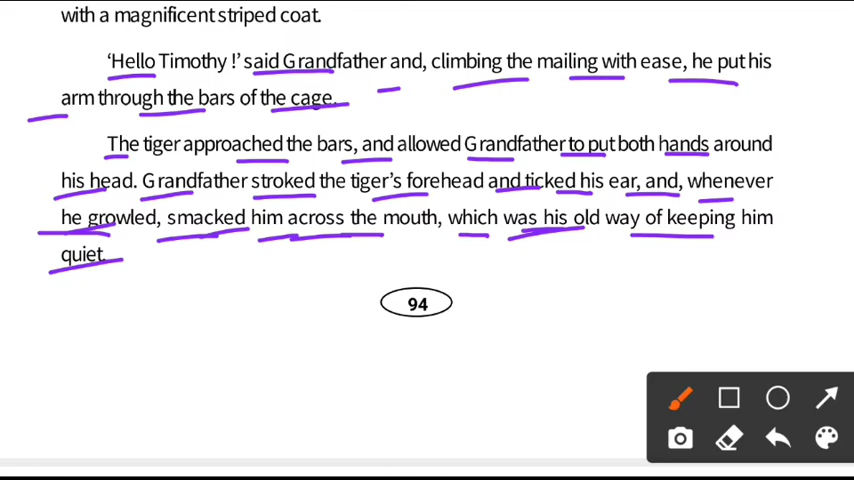 with a magnificent striped coat.
‘Hello Timothy !’ said Grandfather and, climbing the mailing with ease, he put his
arm through the bars of the cage.
The tiger approached the bars, and allowed Grandfather to put both hands around
his head. Grandfather stroked the tiger’s forehead and ticked his ear, and, whenever
he growled, smacked him across the mouth, which was his old way of keeping him
quiet.
94